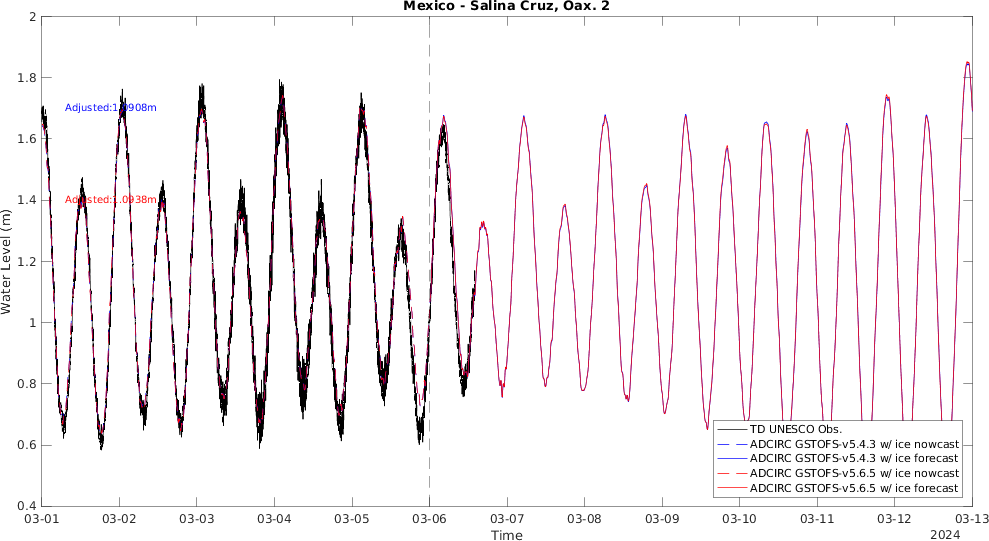 Mexico - Salina Cruz, Oax. 2
2
1.8
1.6
1.4
1.2
1
0.8
0.6
0.4
Water Level (m)
Adjusted:1.0908m
Adjusted:1.0938m
TD UNESCO Obs.
ADCIRC GSTOFS-v5.4.3 w/ ice nowcast
ADCIRC GSTOFS-v5.4.3 w/ ice forecast
ADCIRC GSTOFS-v5.6.5 w/ ice nowcast
ADCIRC GSTOFS-v5.6.5 w/ ice forecast
03-01 03-02 03-03 03-04 03-05 03-06 03-07 03-08 03-09 03-10 03-11 03-12 03-13
Time
2024